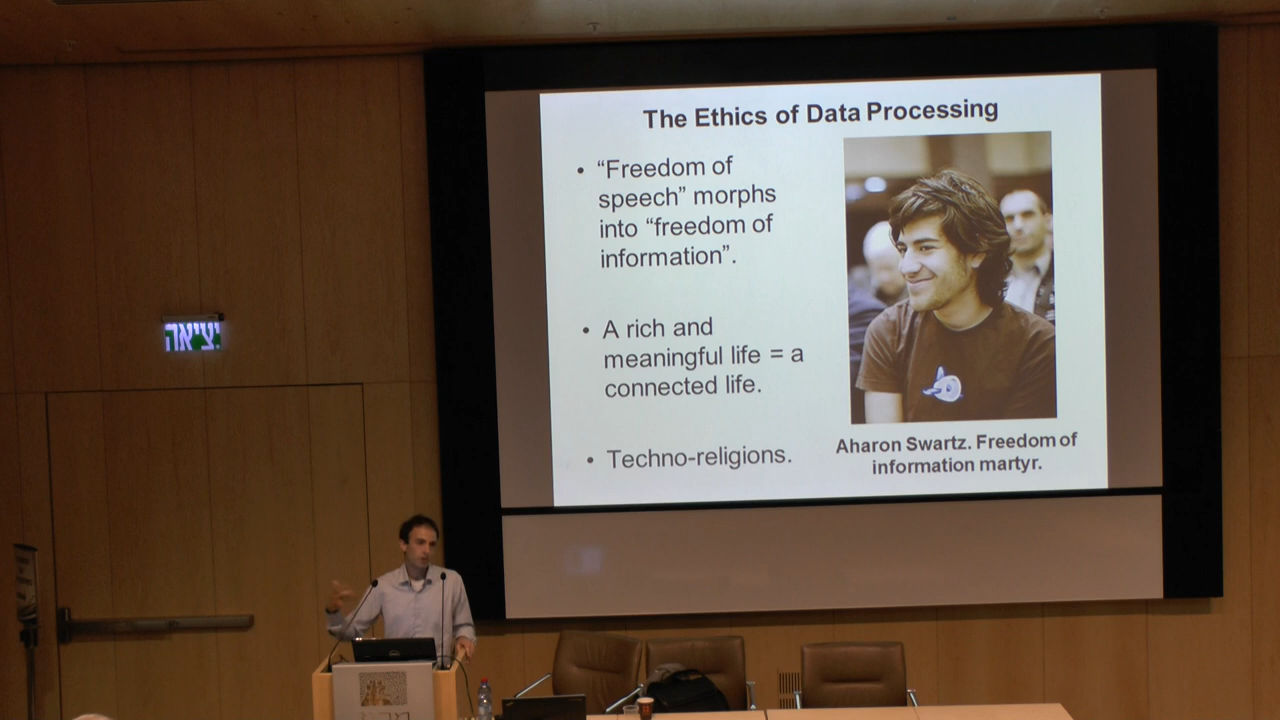 The Ethics of Data Processing
• “Freedom of
speech” morphs
into “freedom of
information”.
• A rich and
meaningful life = a
connected life.
• Techno-religions.
Aharon Swartz. Freedom of
information martyr.
יציאה